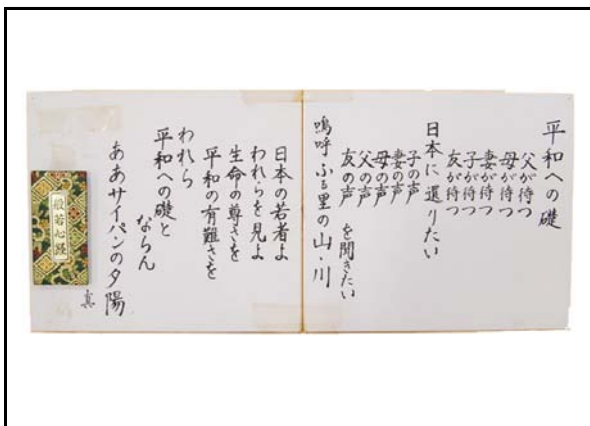 平和への礎
父が待つ
母が待つ
妻が待つ
子が待つ
友が待つ
日本に還りたい
子の声
妻の声
母の声
父の声
友の声
を聞きたい
嗚呼ふる里の山・川
日本の若者よ
われらを見よ
生命の尊さを
平和の有難さを
われら
平和への礎と
ならん
ああサイパンの夕陽
真
般若心経